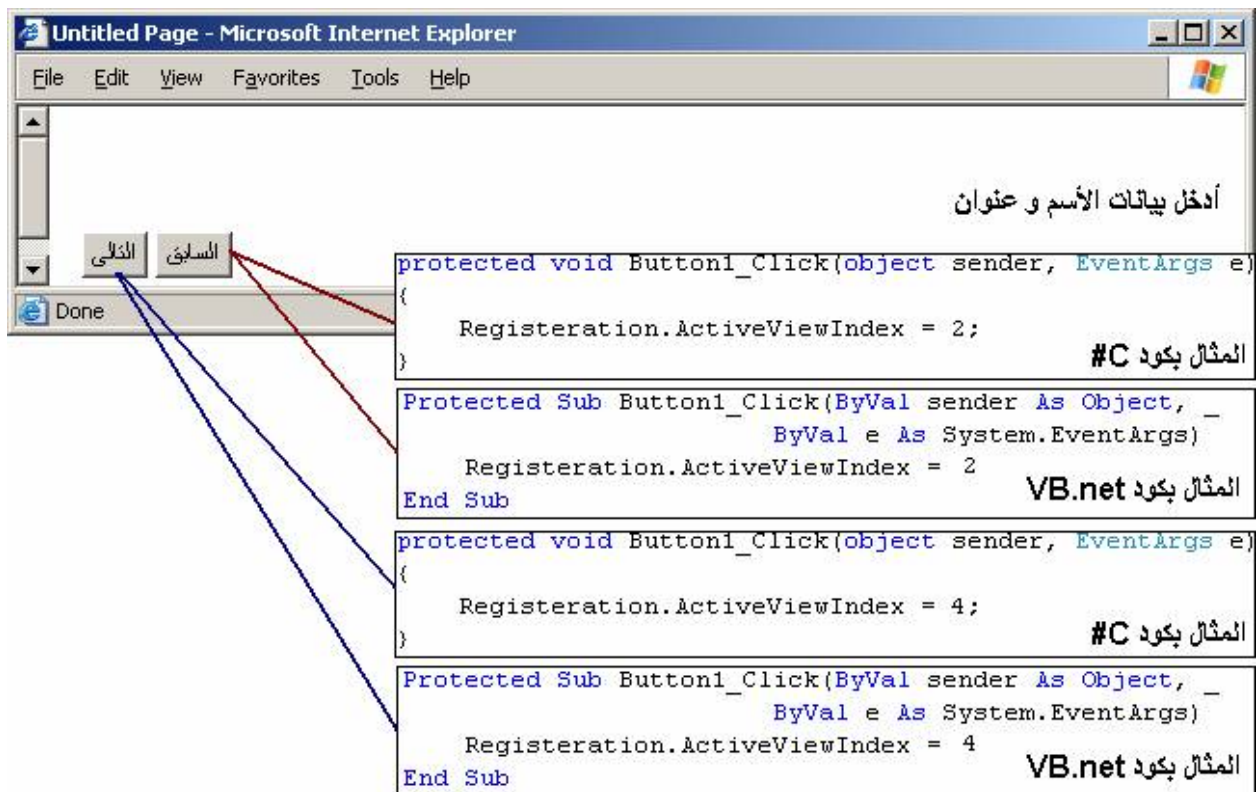 Untitled Page - Microsoft Internet Explorer
File Edit View Favorites Tools Help
أدخل بيانات الأسم و عنوان
السابق
التالى
Done
protected void Button1_Click(object sender, EventArgs e)
{
Registeration.ActiveViewIndex = 2;
}
المثال بكود C#
Protected Sub Button1_Click(ByVal sender As Object, _
ByVal e As System.EventArgs)
Registeration.ActiveViewIndex = 2
End Sub
المثال بكود VB.net
protected void Button1_Click(object sender, EventArgs e)
{
Registeration.ActiveViewIndex = 4;
}
المثال بكود C#
Protected Sub Button1_Click(ByVal sender As Object, _
ByVal e As System.EventArgs)
Registeration.ActiveViewIndex = 4
End Sub
المثال بكود VB.net